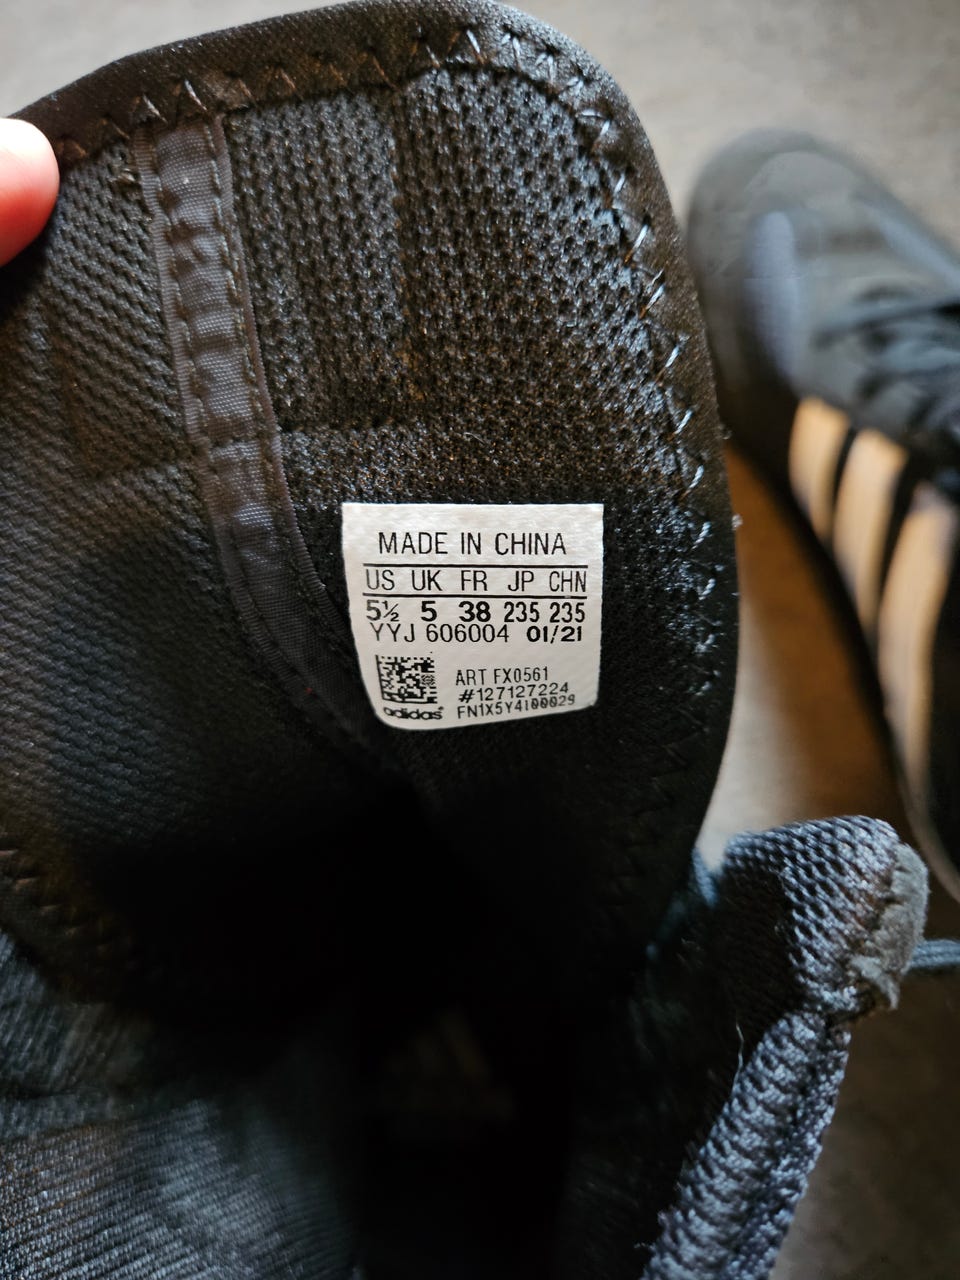 MADE IN CHINA
US UK FR JP CHN
5½ 5 38 235 235
YYJ 606004 01/21
ART FX0561
#127127224
FN1X5Y4I00029
adidas